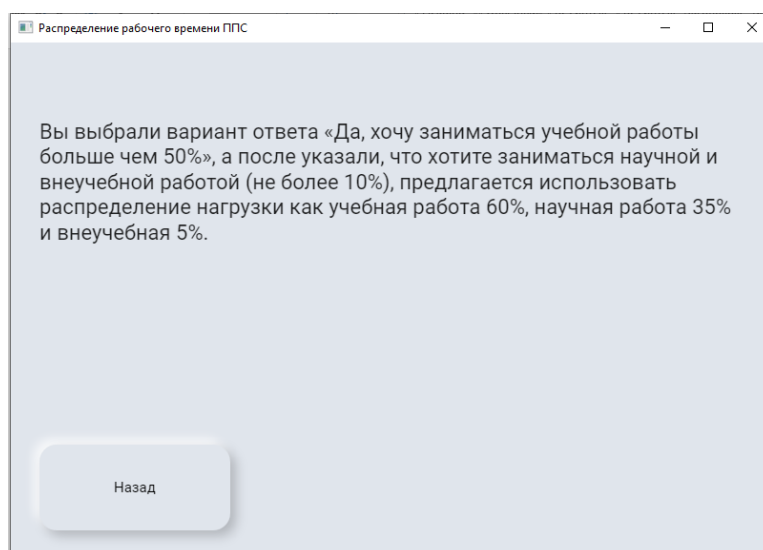 Распределение рабочего времени ППС
Вы выбрали вариант ответа «Да, хочу заниматься учебной работы
больше чем 50%», а после указали, что хотите заниматься научной и
внеучебной работой (не более 10%), предлагается использовать
распределение нагрузки как учебная работа 60%, научная работа 35%
и внеучебная 5%.
Назад